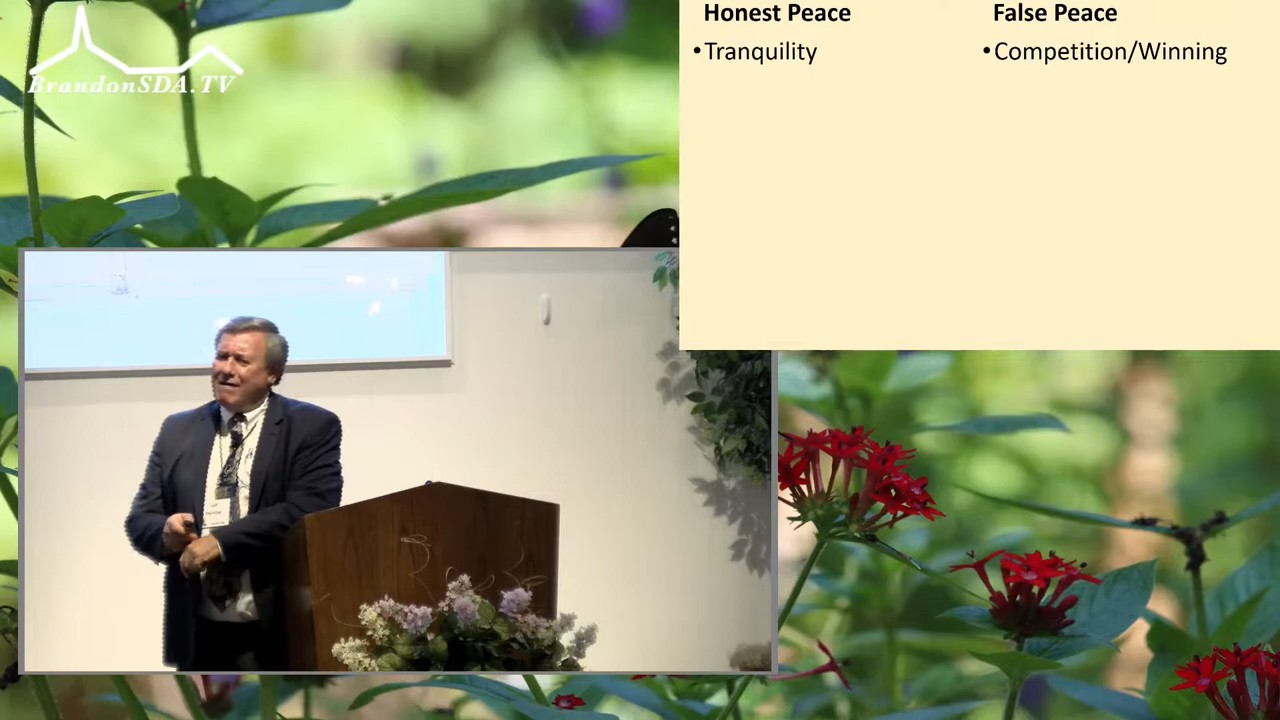 BrandonSDA.TV
Honest Peace
•Tranquility
False Peace
•Competition/Winning